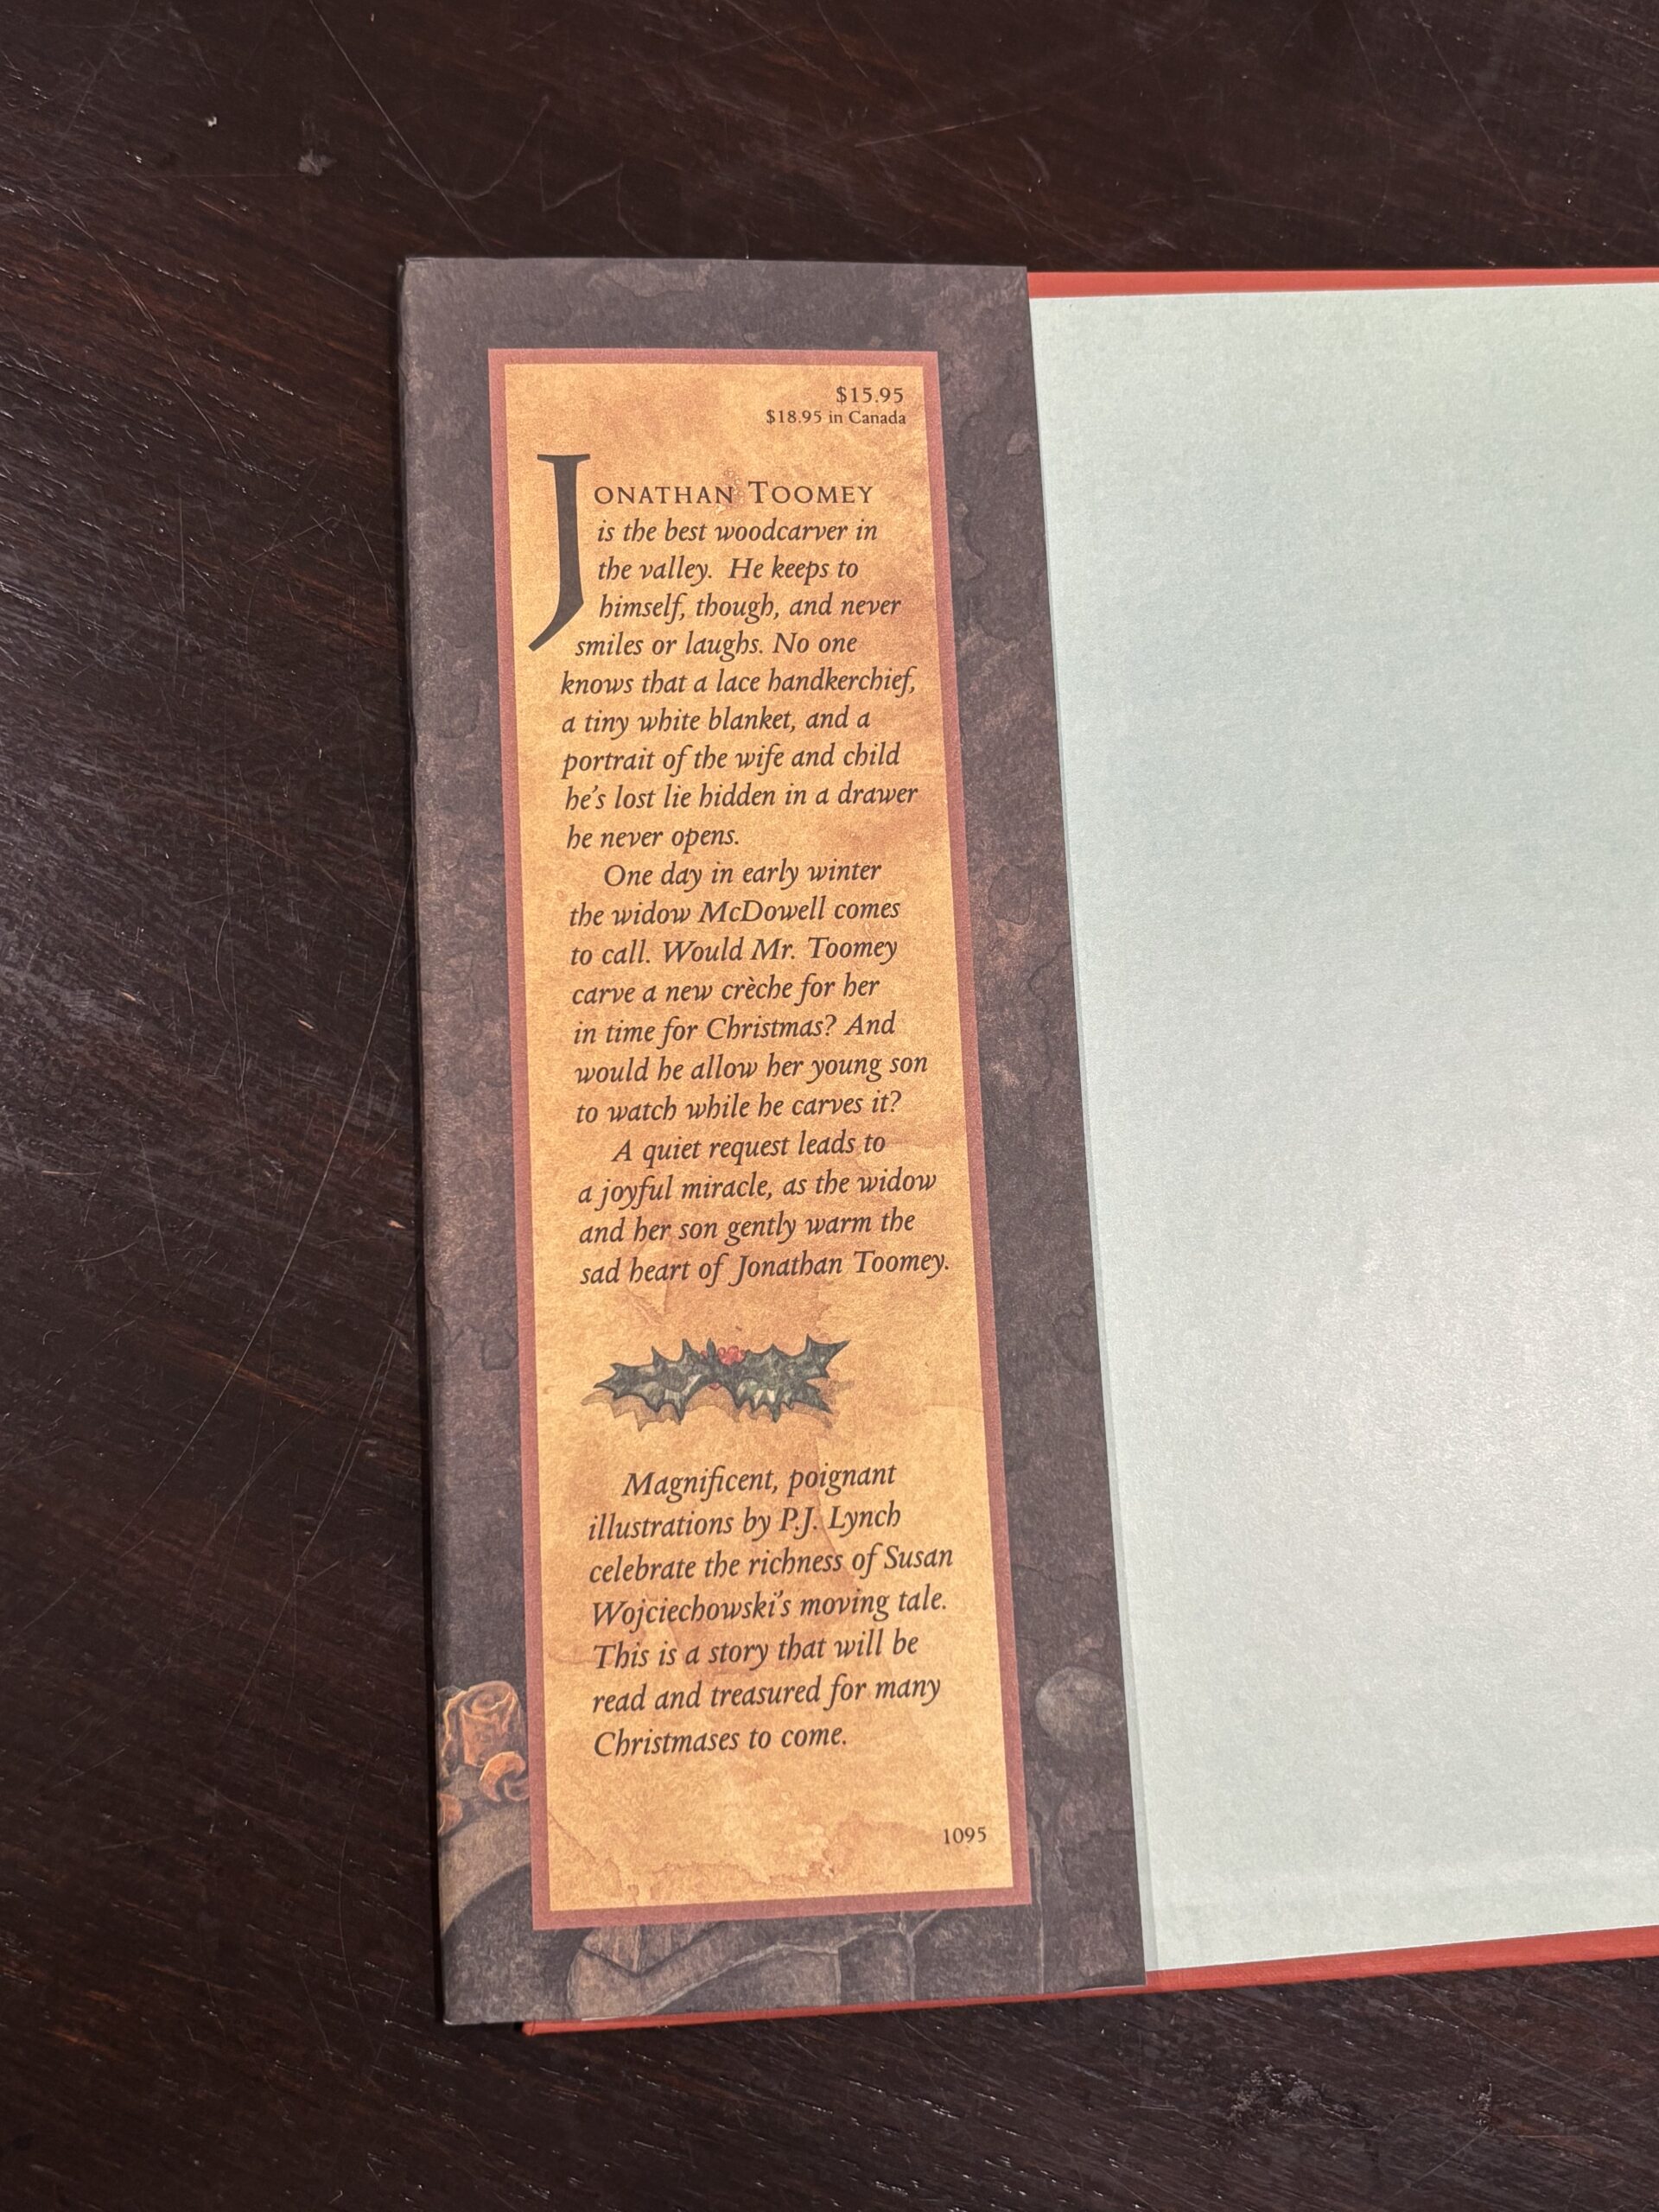 $15.95
$18.95 in Canada
JONATHAN TOOMEY
is the best woodcarver in
the valley. He keeps to
himself, though, and never
smiles or laughs. No one
knows that a lace handkerchief,
a tiny white blanket, and a
portrait of the wife and child
he's lost lie hidden in a drawer
he never opens.
One day in early winter
the widow McDowell comes
to call. Would Mr. Toomey
carve a new crèche for her
in time for Christmas? And
would he allow her young son
to watch while he carves it?
A quiet request leads to
a joyful miracle, as the widow
and her son gently warm the
sad heart of Jonathan Toomey.
Magnificent, poignant
illustrations by P.J. Lynch
celebrate the richness of Susan
Wojciechowski's moving tale.
This is a story that will be
read and treasured for many
Christmases to come.
1095